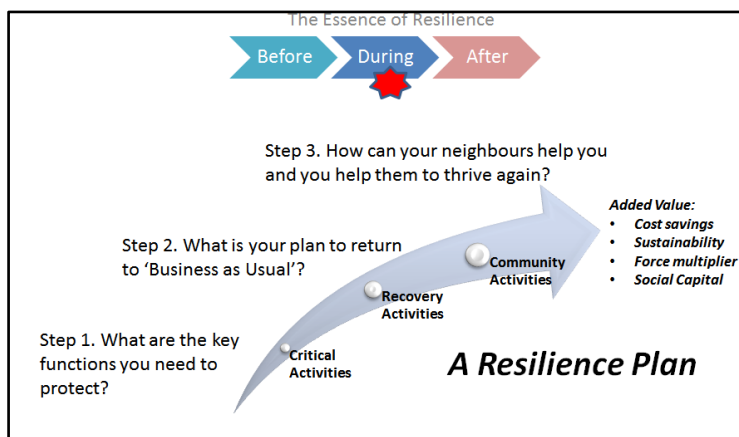 The Essence of Resilience
Before
During
After
Step 3. How can your neighbours help you
and you help them to thrive again?
Added Value:
• Cost savings
• Sustainability
• Force multiplier
• Social Capital
Step 2. What is your plan to return
to ‘Business as Usual’?
Community
Activities
Recovery
Activities
Step 1. What are the key
functions you need to
protect?
Critical
Activities
A Resilience Plan